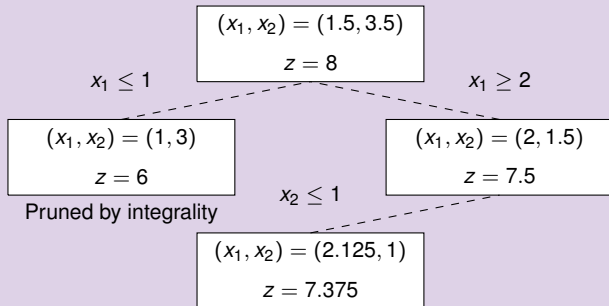 (x₁, x₂) = (1.5, 3.5)
z = 8
x₁ ≤ 1
x₁ ≥ 2
(x₁, x₂) = (1, 3)
z = 6
Pruned by integrality
(x₁, x₂) = (2, 1.5)
z = 7.5
x₂ ≤ 1
(x₁, x₂) = (2.125, 1)
z = 7.375